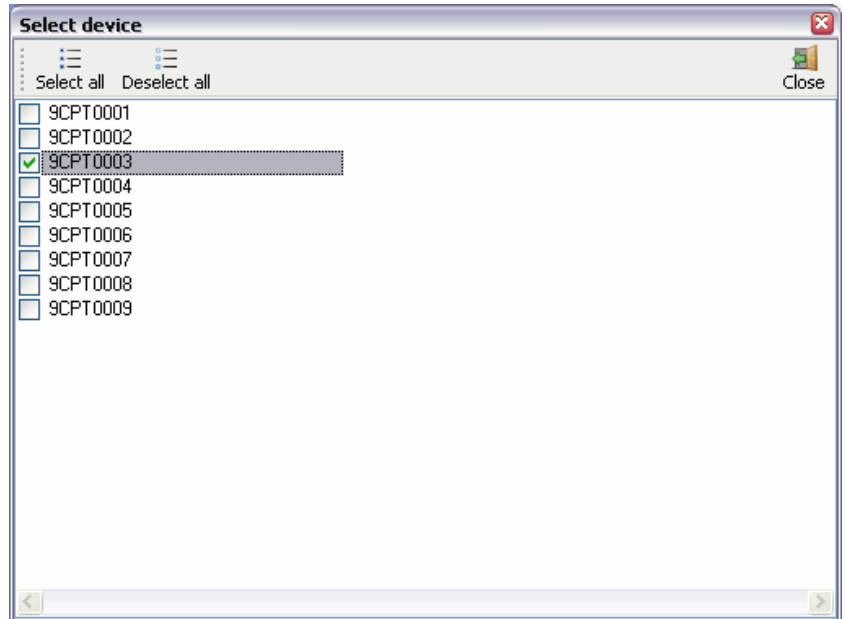 Select device
Select all Deselect all Close
9CPT0001
9CPT0002
9CPT0003
9CPT0004
9CPT0005
9CPT0006
9CPT0007
9CPT0008
9CPT0009